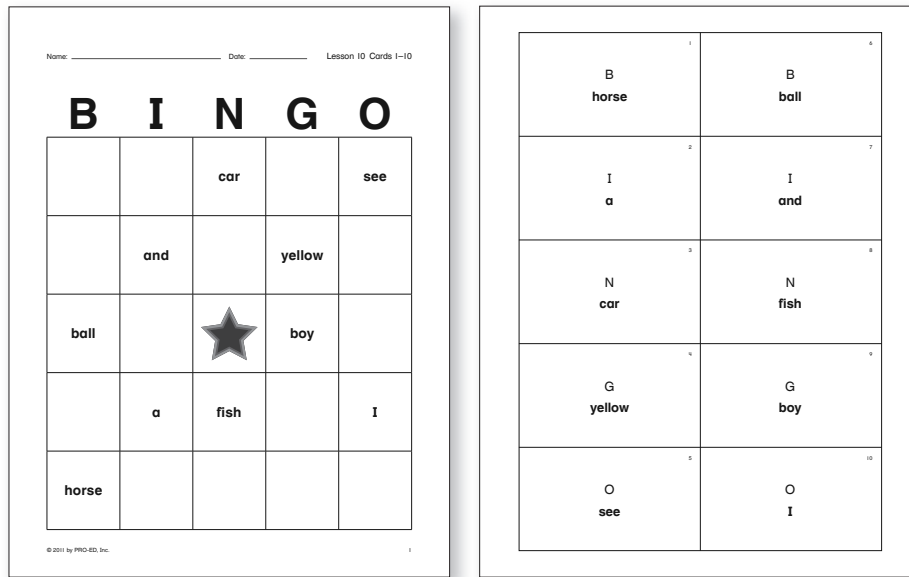 Name: Date: Lesson 10 Cards 1–10
B I N G O
car see
and yellow
ball boy
a fish I
horse
© 2011 by PRO-ED, Inc. 1
1
B
horse
6
B
ball
2
I
a
7
I
and
3
N
car
8
N
fish
4
G
yellow
9
G
boy
5
O
see
10
O
I